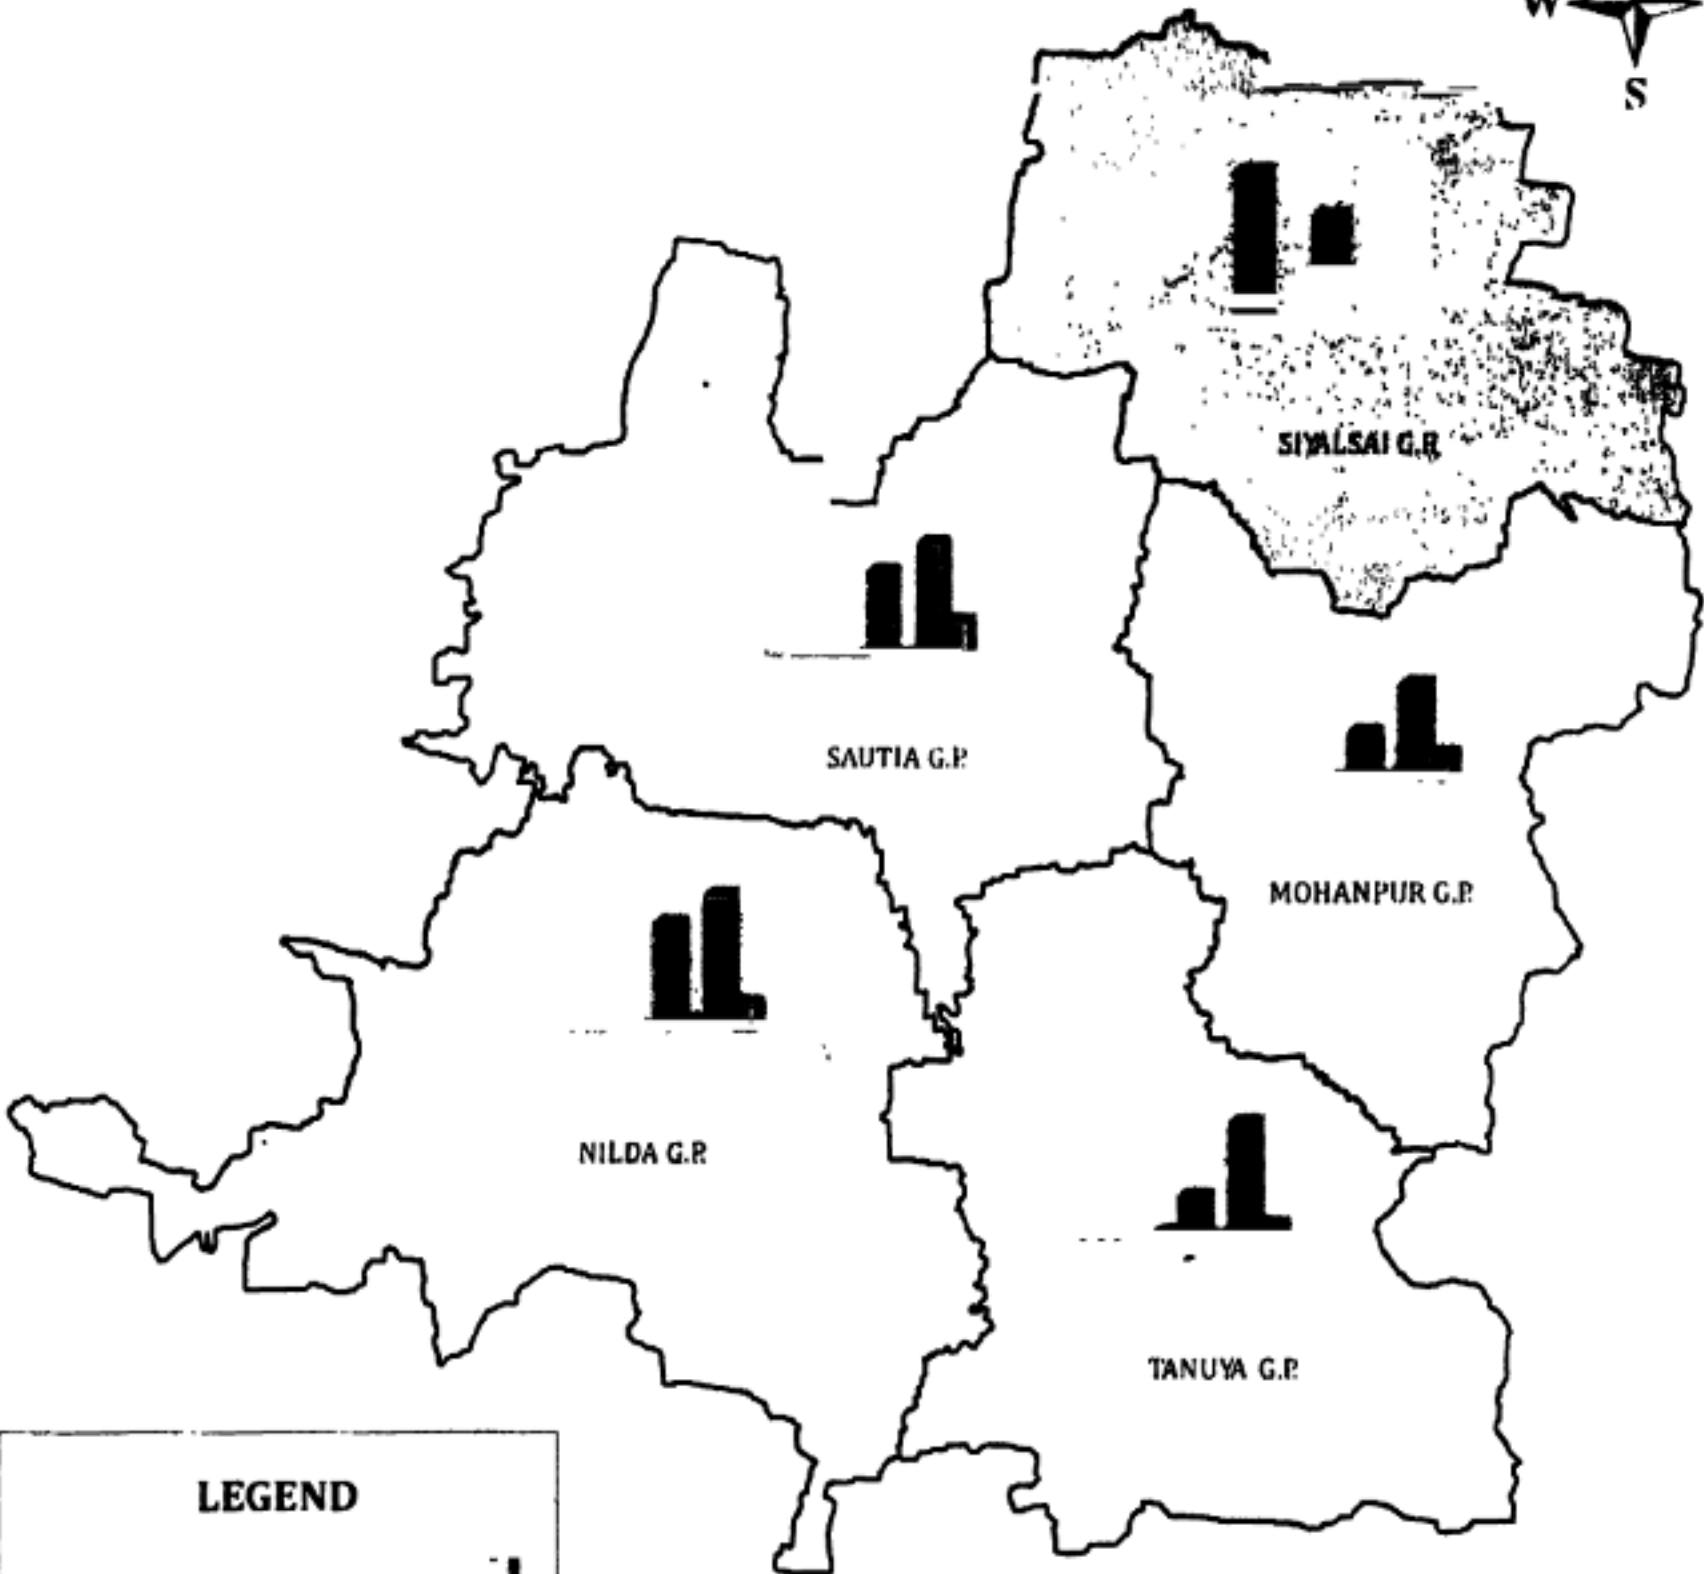 W
S
SIYALSAI G.P.
SAUTIA G.P.
MOHANPUR G.P.
NILDA G.P.
TANUYA G.P.
LEGEND